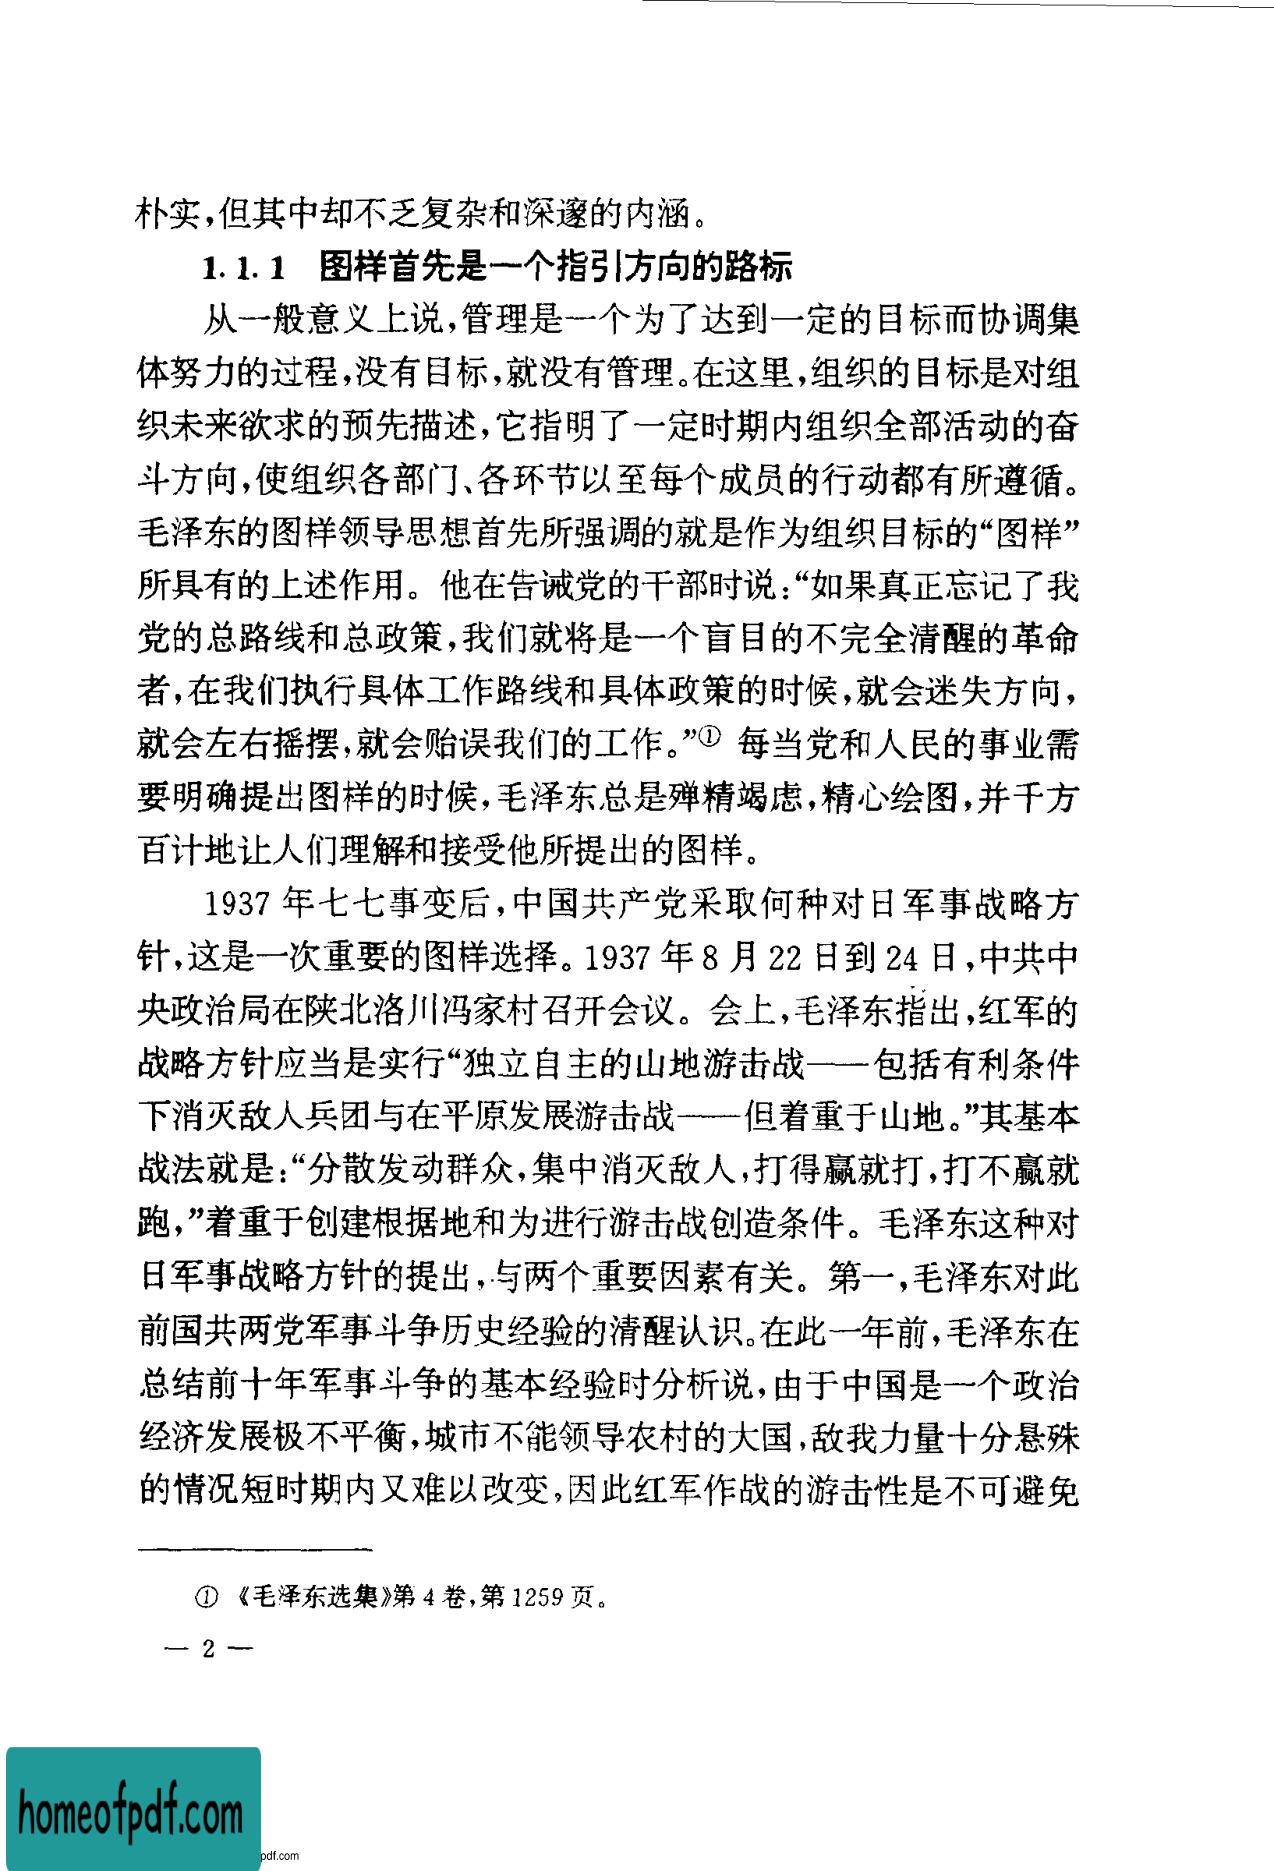 朴实,但其中却不乏复杂和深邃的内涵。
1. 1. 1　图样首先是一个指引方向的路标
从一般意义上说,管理是一个为了达到一定的目标而协调集
体努力的过程,没有目标,就没有管理。在这里,组织的目标是对组
织未来欲求的预先描述,它指明了一定时期内组织全部活动的奋
斗方向,使组织各部门、各环节以至每个成员的行动都有所遵循。
毛泽东的图样领导思想首先所强调的就是作为组织目标的“图样”
所具有的上述作用。他在告诫党的干部时说:“如果真正忘记了我
党的总路线和总政策,我们就将是一个盲目的不完全清醒的革命
者,在我们执行具体工作路线和具体政策的时候,就会迷失方向,
就会左右摇摆,就会贻误我们的工作。”① 每当党和人民的事业需
要明确提出图样的时候,毛泽东总是殚精竭虑,精心绘图,并千方
百计地让人们理解和接受他所提出的图样。
1937 年七七事变后,中国共产党采取何种对日军事战略方
针,这是一次重要的图样选择。1937 年 8 月 22 日到 24 日,中共中
央政治局在陕北洛川冯家村召开会议。会上,毛泽东指出,红军的
战略方针应当是实行“独立自主的山地游击战——包括有利条件
下消灭敌人兵团与在平原发展游击战——但着重于山地。”其基本
战法就是:“分散发动群众,集中消灭敌人,打得赢就打,打不赢就
跑,”着重于创建根据地和为进行游击战创造条件。毛泽东这种对
日军事战略方针的提出,与两个重要因素有关。第一,毛泽东对此
前国共两党军事斗争历史经验的清醒认识。在此一年前,毛泽东在
总结前十年军事斗争的基本经验时分析说,由于中国是一个政治
经济发展极不平衡,城市不能领导农村的大国,敌我力量十分悬殊
的情况短时期内又难以改变,因此红军作战的游击性是不可避免
① 《毛泽东选集》第 4 卷,第 1259 页。
— 2 —
homeofpdf.com
pdf.com